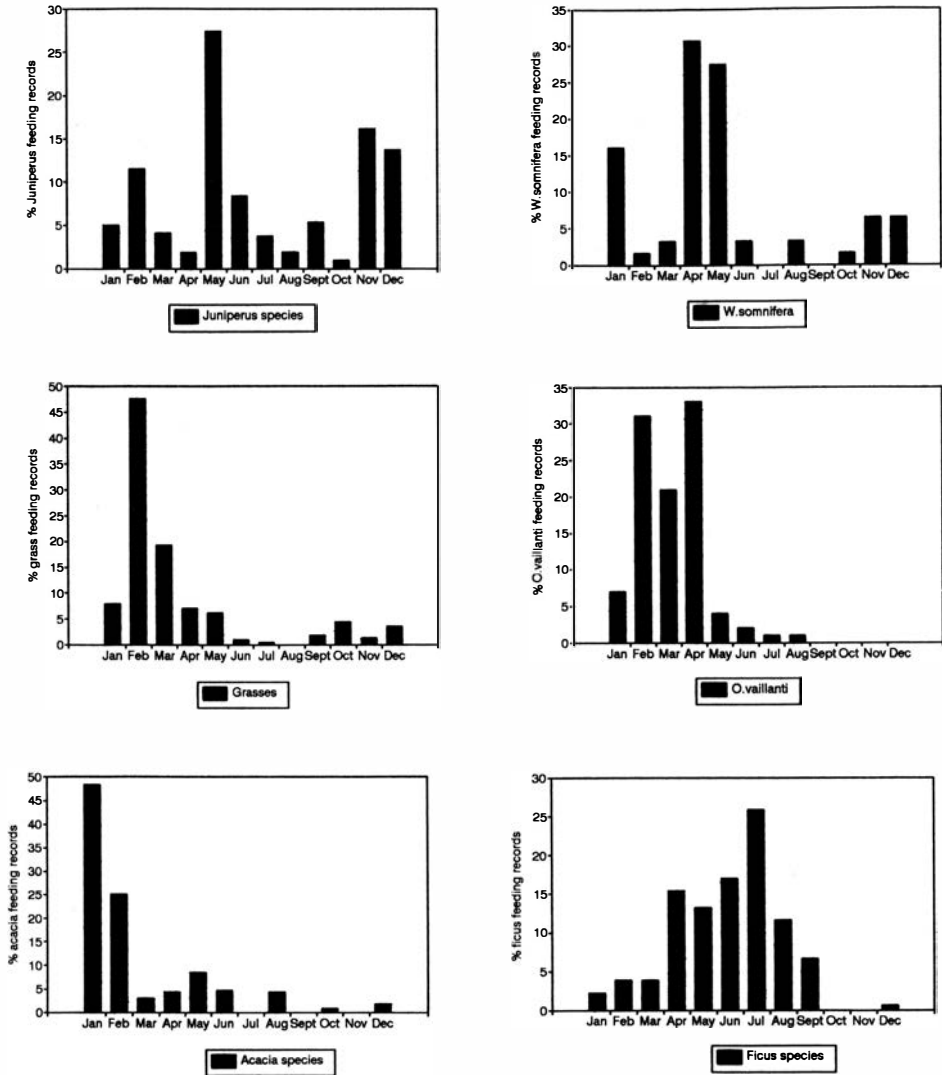 % Juniperus feeding records
30
25
20
15
10
5
0
Jan Feb Mar Apr May Jun Jul Aug Sept Oct Nov Dec
Juniperus species
% W.somnifera feeding records
35
30
25
20
15
10
5
0
Jan Feb Mar Apr May Jun Jul Aug Sept Oct Nov Dec
W.somnifera
% grass feeding records
50
45
40
35
30
25
20
15
10
5
0
Jan Feb Mar Apr May Jun Jul Aug Sept Oct Nov Dec
Grasses
% O.vaillanti feeding records
35
30
25
20
15
10
5
0
Jan Feb Mar Apr May Jun Jul Aug Sept Oct Nov Dec
O.vaillanti
% acacia feeding records
50
45
40
35
30
25
20
15
10
5
0
Jan Feb Mar Apr May Jun Jul Aug Sept Oct Nov Dec
Acacia species
% ficus feeding records
30
25
20
15
10
5
0
Jan Feb Mar Apr May Jun Jul Aug Sept Oct Nov Dec
Ficus species